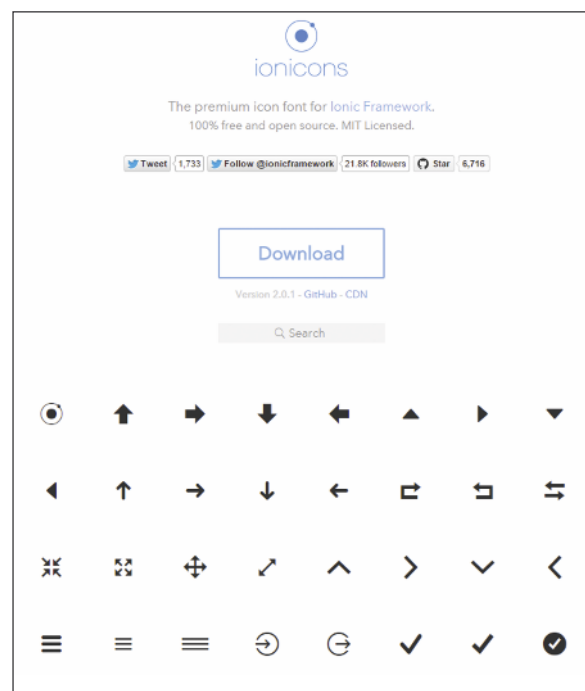 ionicons
The premium icon font for Ionic Framework.
100% free and open source. MIT Licensed.
Tweet 1,733 Follow @ionicframework 21.8K followers Star 6,716
Download
Version 2.0.1 - GitHub - CDN
Search